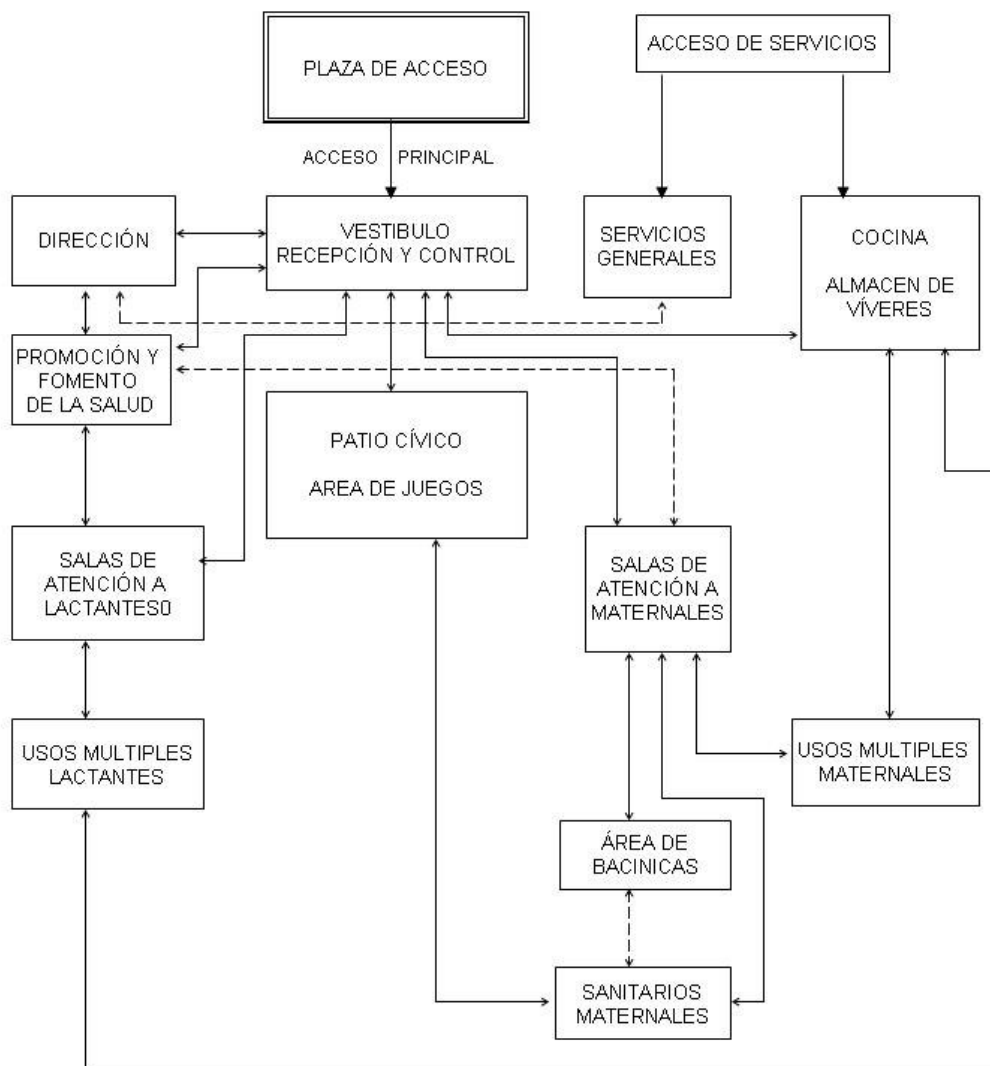 PLAZA DE ACCESO
ACCESO DE SERVICIOS
ACCESO PRINCIPAL
DIRECCIÓN
VESTIBULO
RECEPCIÓN Y CONTROL
SERVICIOS
GENERALES
COCINA
ALMACEN DE
VÍVERES
PROMOCIÓN Y
FOMENTO
DE LA SALUD
PATIO CÍVICO
AREA DE JUEGOS
SALAS DE
ATENCIÓN A
LACTANTES0
SALAS DE
ATENCIÓN A
MATERNALES
USOS MULTIPLES
LACTANTES
USOS MULTIPLES
MATERNALES
ÁREA DE
BACINICAS
SANITARIOS
MATERNALES